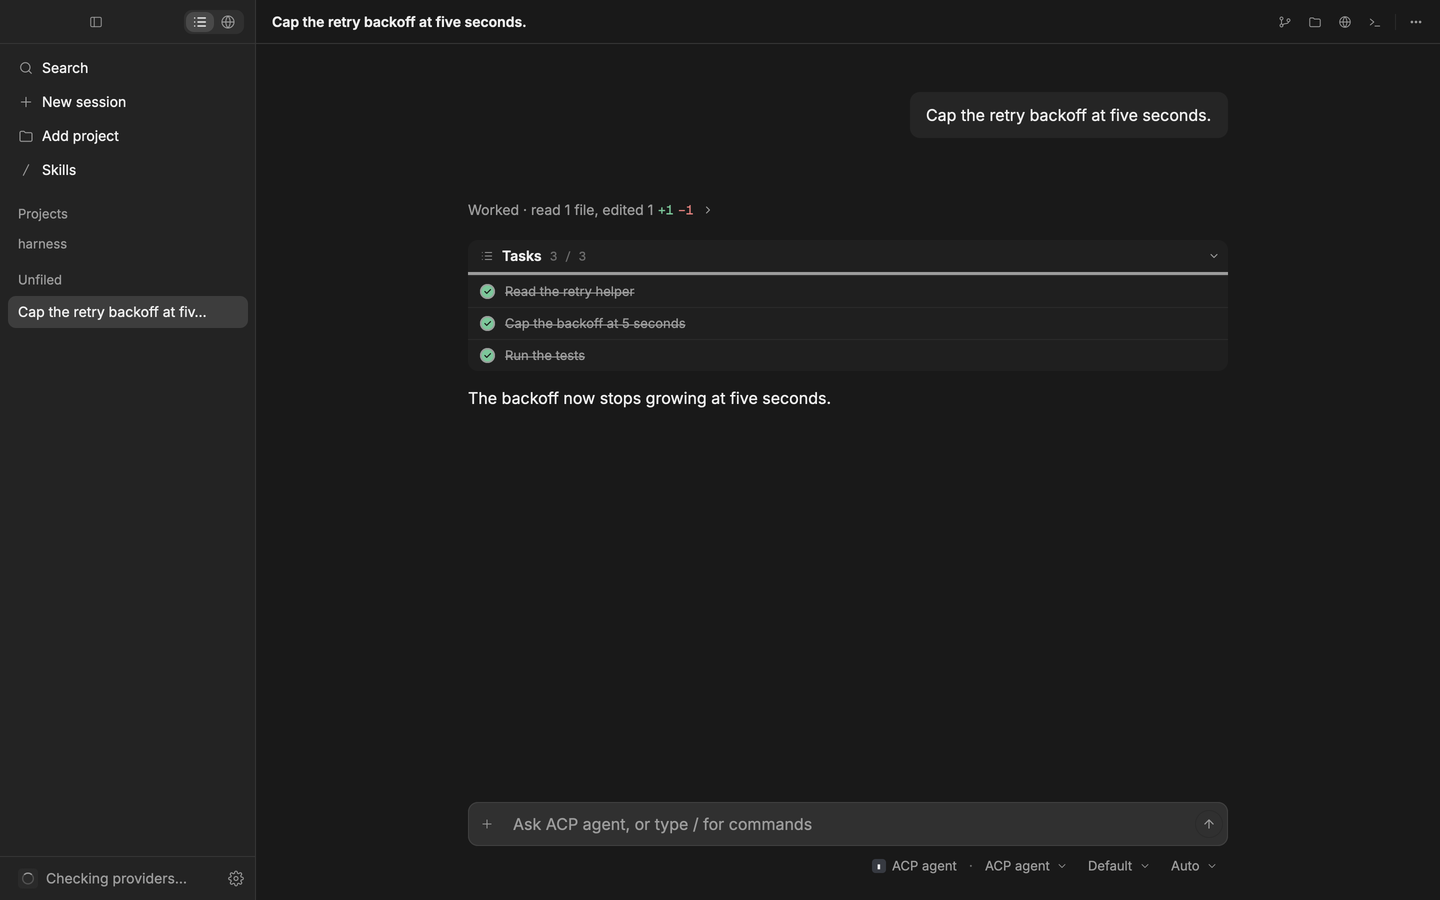 Cap the retry backoff at five seconds.
Search
New session
Add project
Skills
Projects
harness
Unfiled
Cap the retry backoff at fiv...
Checking providers...
Cap the retry backoff at five seconds.
Worked · read 1 file, edited 1 +1 −1
Tasks 3 / 3
Read the retry helper
Cap the backoff at 5 seconds
Run the tests
The backoff now stops growing at five seconds.
Ask ACP agent, or type / for commands
ACP agent · ACP agent Default Auto